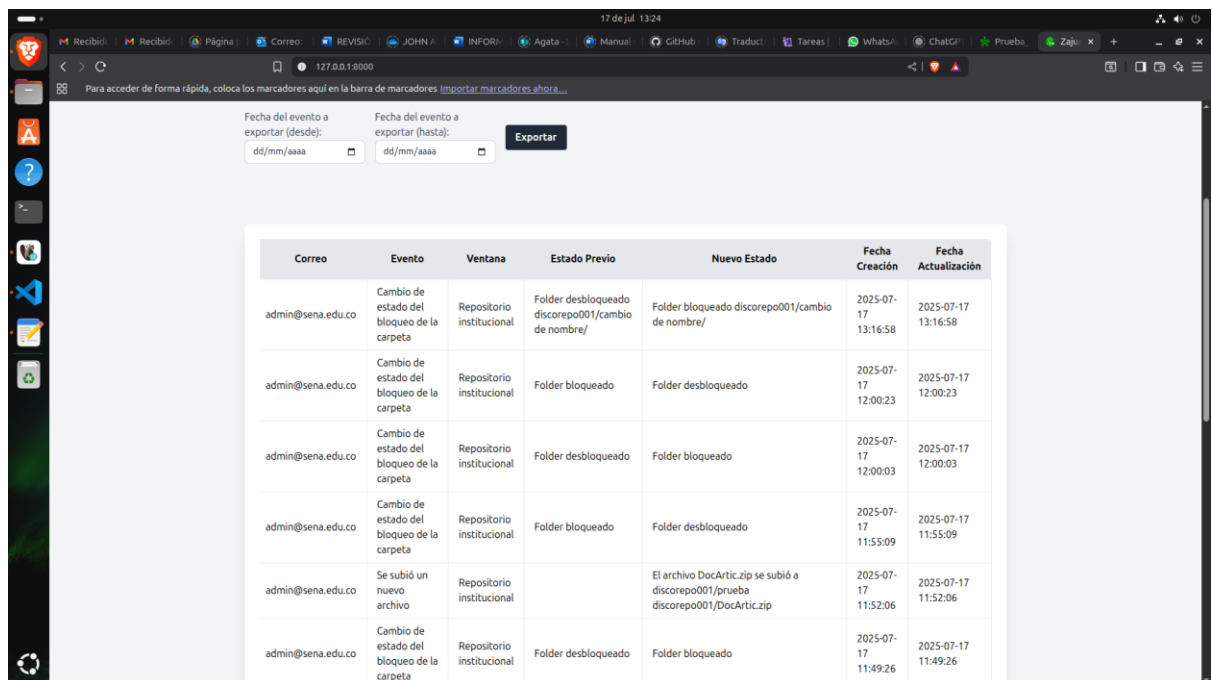 17 de jul 13:24
Recibid
Recibid
Página p
Correo:
REVISIÓ
JOHN A
INFORM
Agata -
Manual
GitHub
Traduct
Tareas |
WhatsA
ChatGP
Prueba_
Zaju
127.0.0.1:8000
Para acceder de forma rápida, coloca los marcadores aquí en la barra de marcadores Importar marcadores ahora...
Fecha del evento a
exportar (desde):
dd/mm/aaaa
Fecha del evento a
exportar (hasta):
dd/mm/aaaa
Exportar
Correo
Evento
Ventana
Estado Previo
Nuevo Estado
Fecha
Creación
Fecha
Actualización
admin@sena.edu.co
Cambio de
estado del
bloqueo de la
carpeta
Repositorio
institucional
Folder desbloqueado
discorepo001/cambio
de nombre/
Folder bloqueado discorepo001/cambio
de nombre/
2025-07-
17
13:16:58
2025-07-17
13:16:58
admin@sena.edu.co
Cambio de
estado del
bloqueo de la
carpeta
Repositorio
institucional
Folder bloqueado
Folder desbloqueado
2025-07-
17
12:00:23
2025-07-17
12:00:23
admin@sena.edu.co
Cambio de
estado del
bloqueo de la
carpeta
Repositorio
institucional
Folder desbloqueado
Folder bloqueado
2025-07-
17
12:00:03
2025-07-17
12:00:03
admin@sena.edu.co
Cambio de
estado del
bloqueo de la
carpeta
Repositorio
institucional
Folder bloqueado
Folder desbloqueado
2025-07-
17
11:55:09
2025-07-17
11:55:09
admin@sena.edu.co
Se subió un
nuevo
archivo
Repositorio
institucional
El archivo DocArtic.zip se subió a
discorepo001/prueba
discorepo001/DocArtic.zip
2025-07-
17
11:52:06
2025-07-17
11:52:06
admin@sena.edu.co
Cambio de
estado del
bloqueo de la
carpeta
Repositorio
institucional
Folder desbloqueado
Folder bloqueado
2025-07-
17
11:49:26
2025-07-17
11:49:26